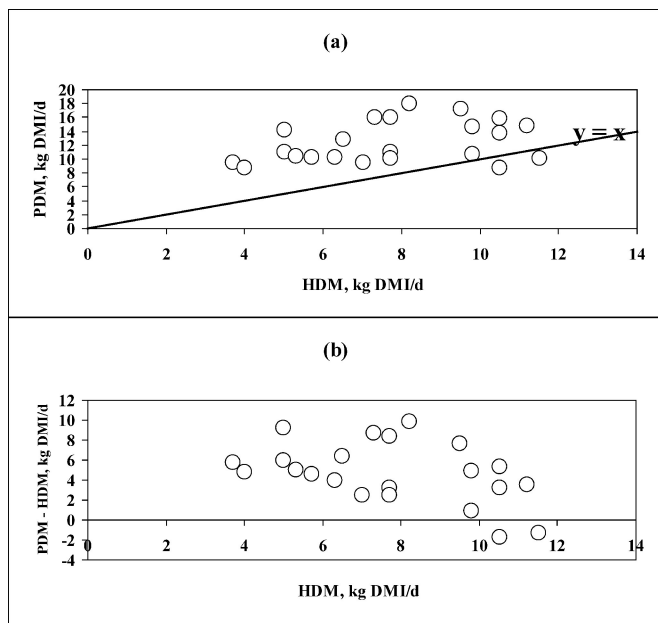 (a)
PDM, kg DMI/d
20
18
16
14
12
10
8
6
4
2
0
y = x
0 2 4 6 8 10 12 14
HDM, kg DMI/d
(b)
PDM - HDM, kg DMI/d
12
10
8
6
4
2
0
-2
-4
0 2 4 6 8 10 12 14
HDM, kg DMI/d